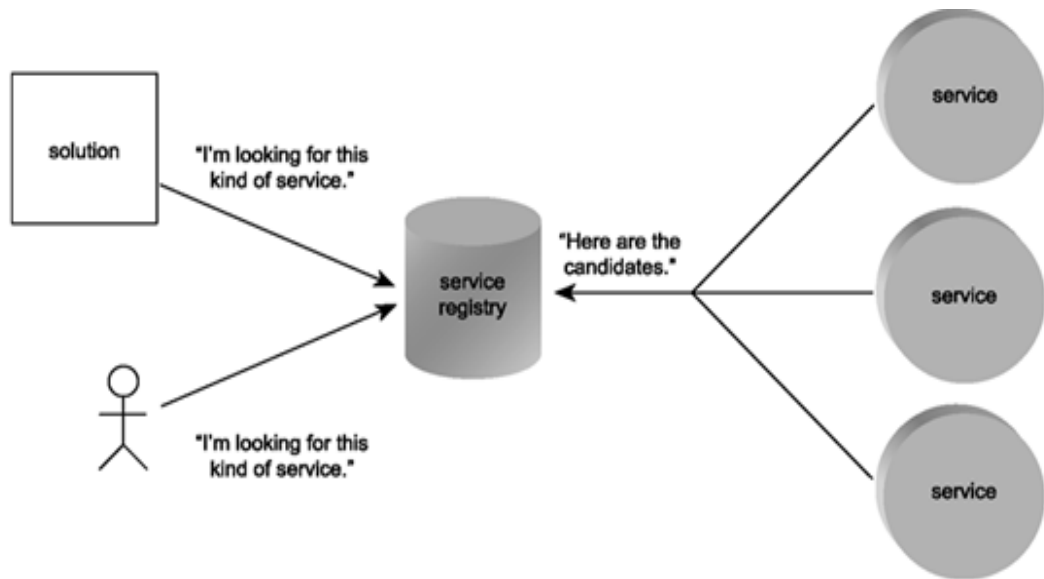 solution
"I'm looking for this
kind of service."
service
registry
"Here are the
candidates."
service
service
service
"I'm looking for this
kind of service."